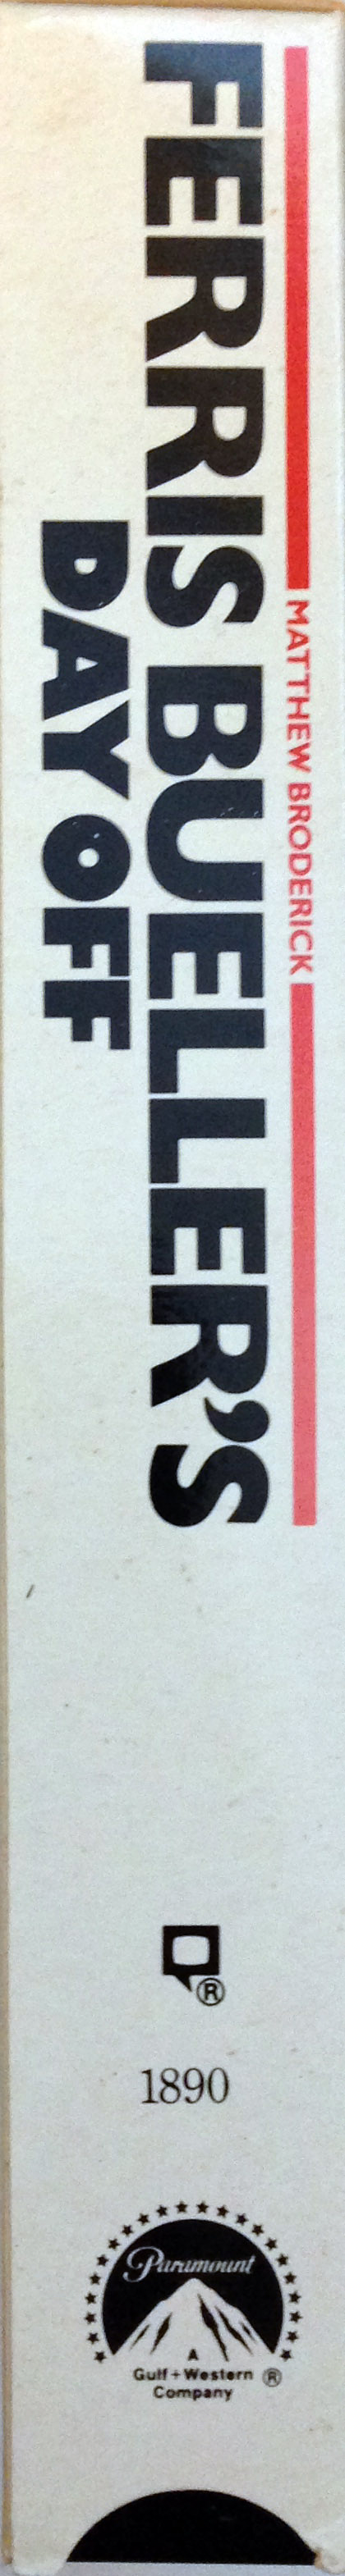 MATTHEW BRODERICK
FERRIS BUELLER'S
DAY OFF
®
1890
Paramount
A
Gulf+Western ®
Company